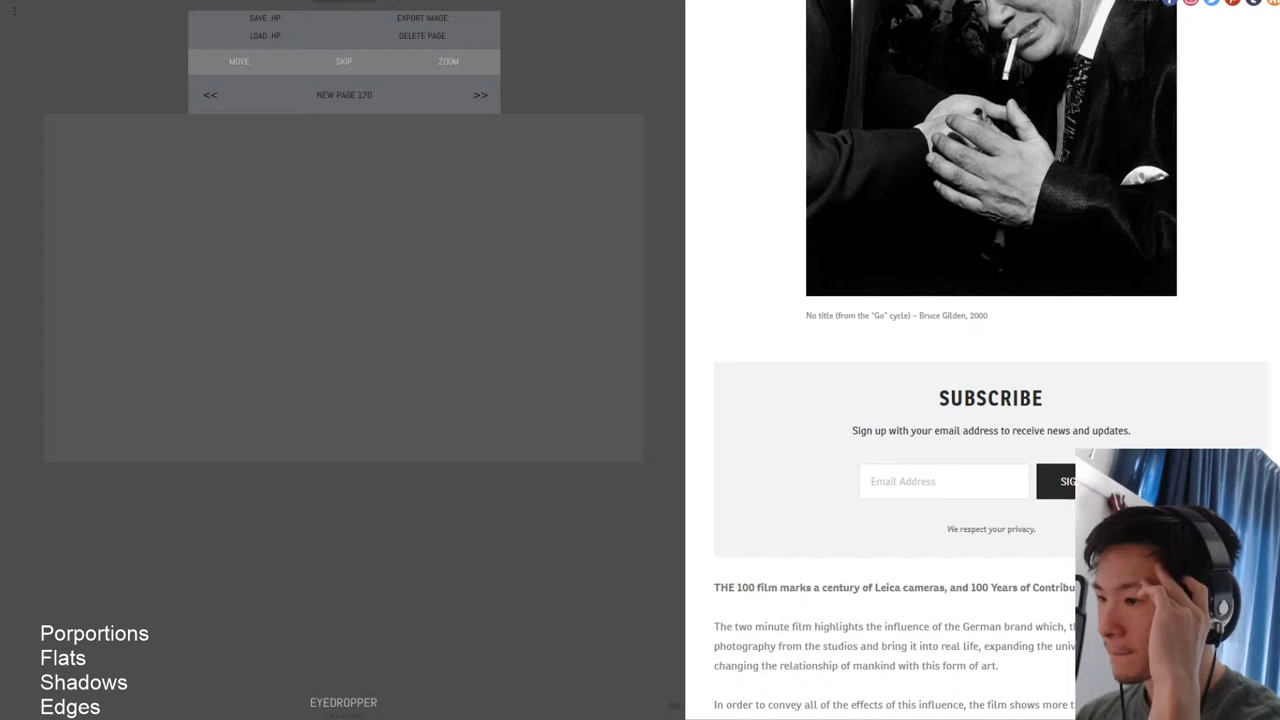 SAVE .HP
EXPORT IMAGE
LOAD .HP
DELETE PAGE
MOVE
SKIP
ZOOM
<<
NEW PAGE 170
>>
Porportions
Flats
Shadows
Edges
EYEDROPPER
No title (from the "Go" cycle) – Bruce Gilden, 2000
SUBSCRIBE
Sign up with your email address to receive news and updates.
Email Address
SIG
We respect your privacy.
THE 100 film marks a century of Leica cameras, and 100 Years of Contribu
The two minute film highlights the influence of the German brand which, t
photography from the studios and bring it into real life, expanding the univ
changing the relationship of mankind with this form of art.
In order to convey all of the effects of this influence, the film shows more t